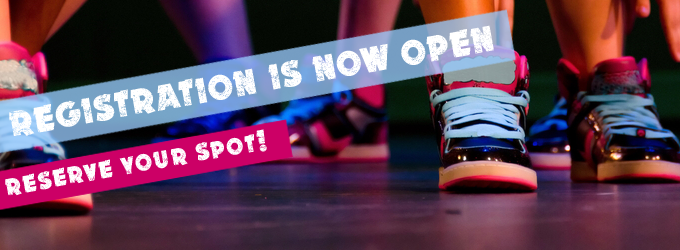 REGISTRATION IS NOW OPEN
RESERVE YOUR SPOT!